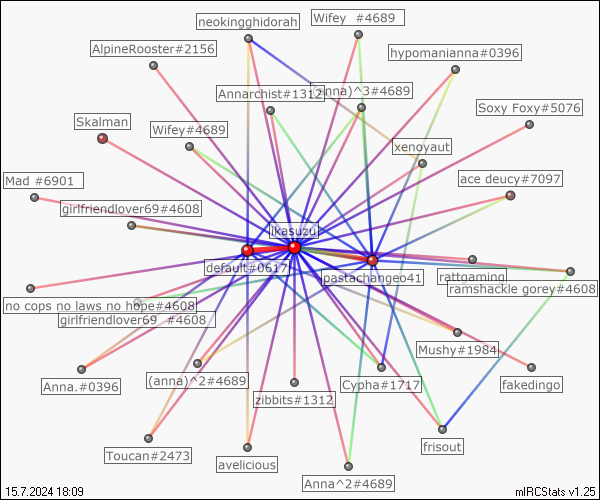 neokingghidorah
Wifey #4689
AlpineRooster#2156
hypomanianna#0396
Annarchist#1312
(anna)^3#4689
Soxy Foxy#5076
Skalman
Wifey#4689
xenoyaut
Mad #6901
ace deucy#7097
girlfriendlover69#4608
ikasuzu
default#0617
pastachangeo41
rattgaming
ramshackle gorey#4608
no cops no laws no hope#4608
girlfriendlover69 #4608
Mushy#1984
Anna.#0396
(anna)^2#4689
Cypha#1717
fakedingo
zibbits#1312
Toucan#2473
avelicious
frisout
Anna^2#4689
15.7.2024 18:09
mIRCStats v1.25